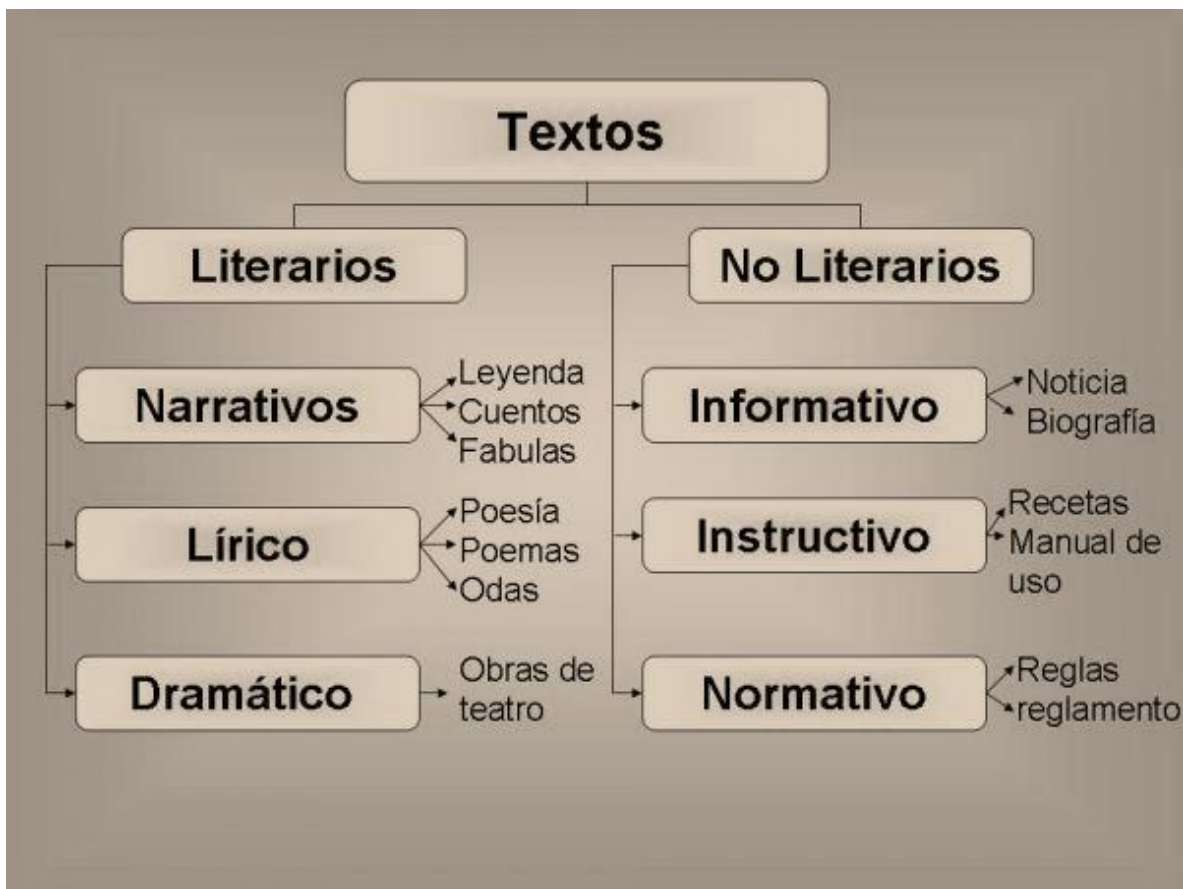 Textos
Literarios
No Literarios
Narrativos
Leyenda
Cuentos
Fabulas
Informativo
Noticia
Biografía
Lírico
Poesía
Poemas
Odas
Instructivo
Recetas
Manual de
uso
Dramático
Obras de
teatro
Normativo
Reglas
reglamento